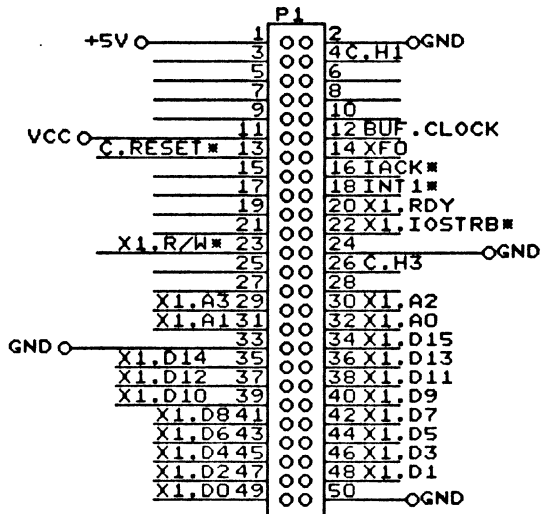 P1
+5V 1 2 GND
3 4 C.H1
5 6
7 8
9 10
VCC 11 12 BUF.CLOCK
C.RESET* 13 14 XF0
15 16 IACK*
17 18 INT1*
19 20 X1.RDY
21 22 X1.IOSTRB*
X1.R/W* 23 24 GND
25 26 C.H3
27 28
X1.A3 29 30 X1.A2
X1.A1 31 32 X1.A0
GND 33 34 X1.D15
X1.D14 35 36 X1.D13
X1.D12 37 38 X1.D11
X1.D10 39 40 X1.D9
X1.D8 41 42 X1.D7
X1.D6 43 44 X1.D5
X1.D4 45 46 X1.D3
X1.D2 47 48 X1.D1
X1.D0 49 50 GND